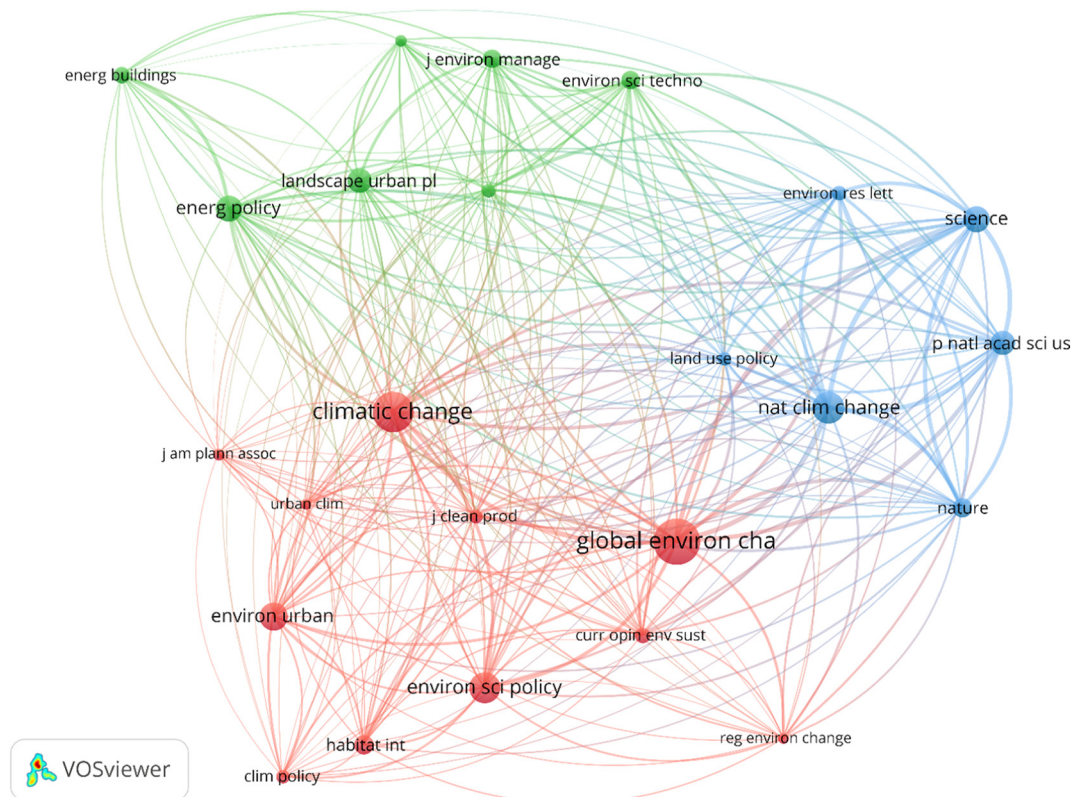 energ buildings
j environ manage
environ sci techno
landscape urban pl
energ policy
environ res lett
science
p natl acad sci us
land use policy
nat clim change
climatic change
j am plann assoc
urban clim
j clean prod
nature
global environ cha
environ urban
curr opin env sust
environ sci policy
reg environ change
habitat int
clim policy
VOSviewer